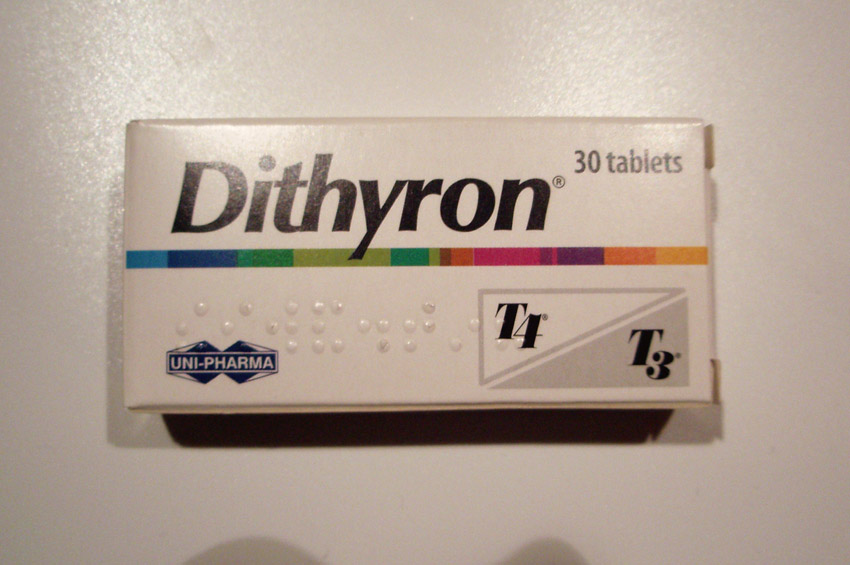 Dithyron® 30 tablets
T4®
UNI-PHARMA
T3®